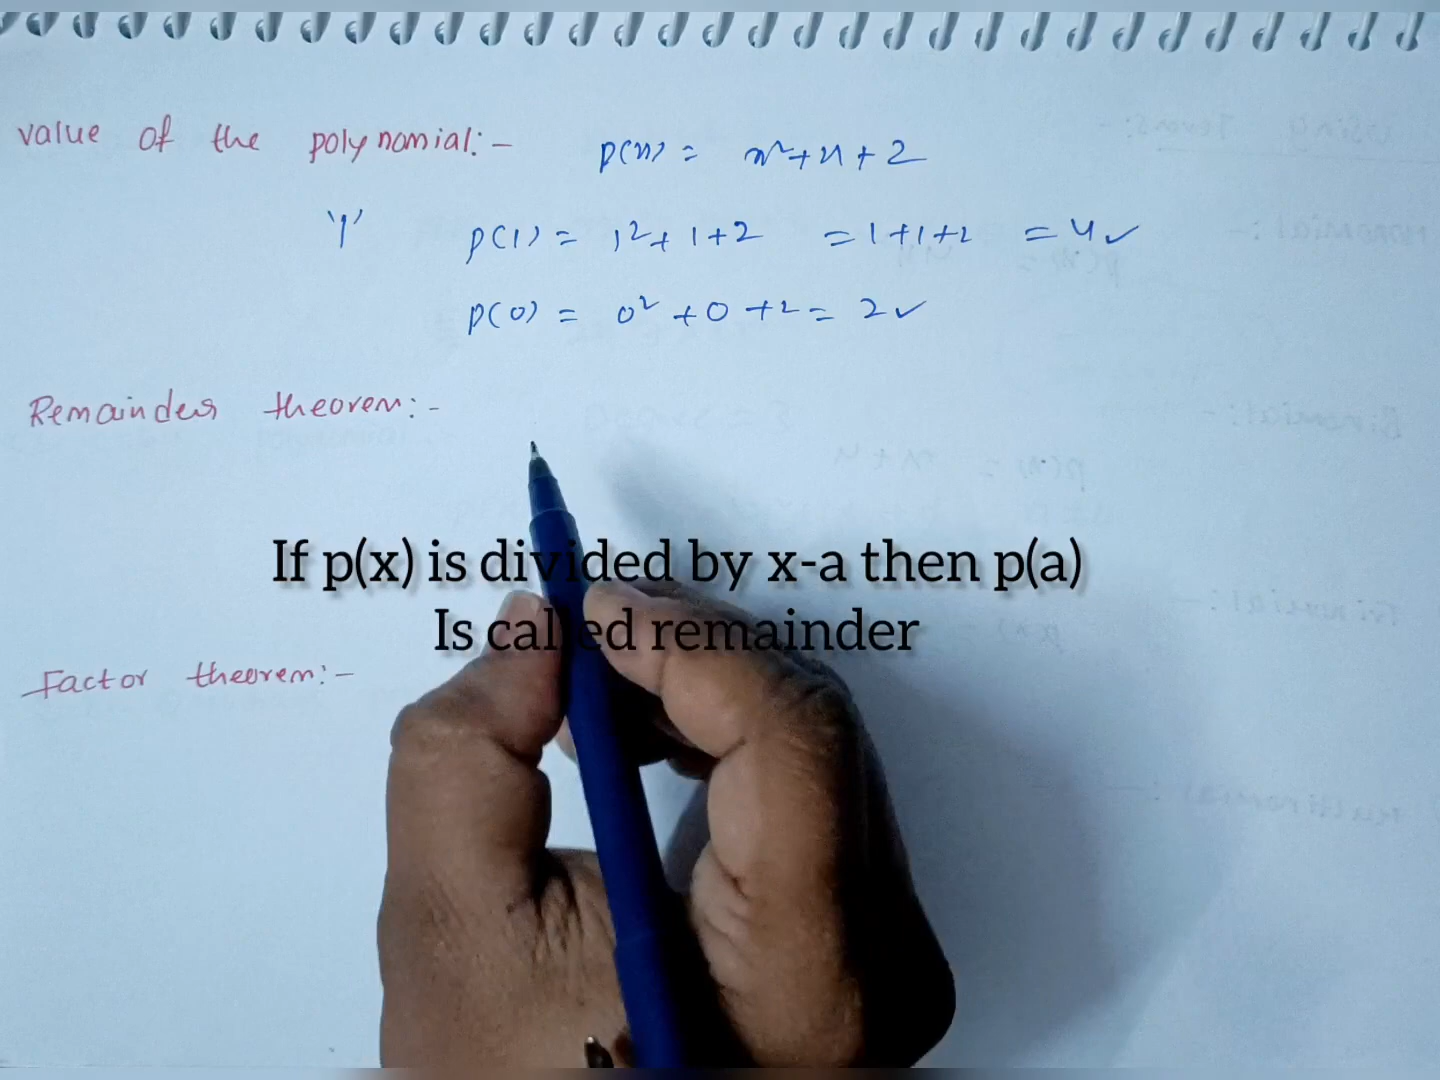 value of the polynomial:- p(x) = x²+x+2
'1' p(1) = 1²+1+2 =1+1+2 =4✓
p(0) = 0²+0+2= 2✓
Remainder theorem:-
If p(x) is divided by x-a then p(a)
Is called remainder
Factor theorem:-